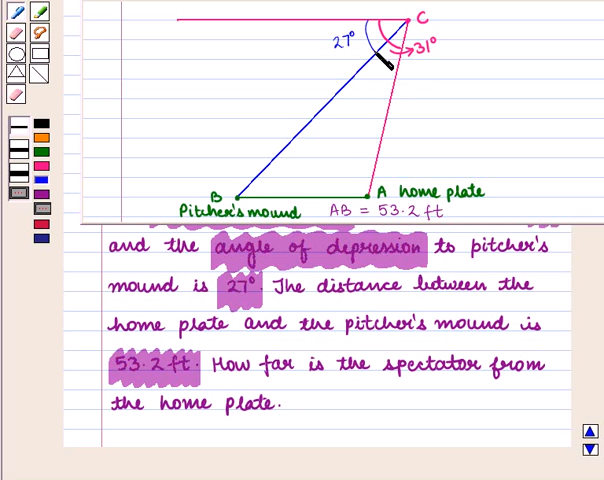 C
27°
31°
B
A home plate
Pitcher's mound AB = 53.2 ft
and the angle of depression to pitcher's
mound is 27°. The distance between the
home plate and the pitcher's mound is
53.2 ft. How far is the spectator from
the home plate.